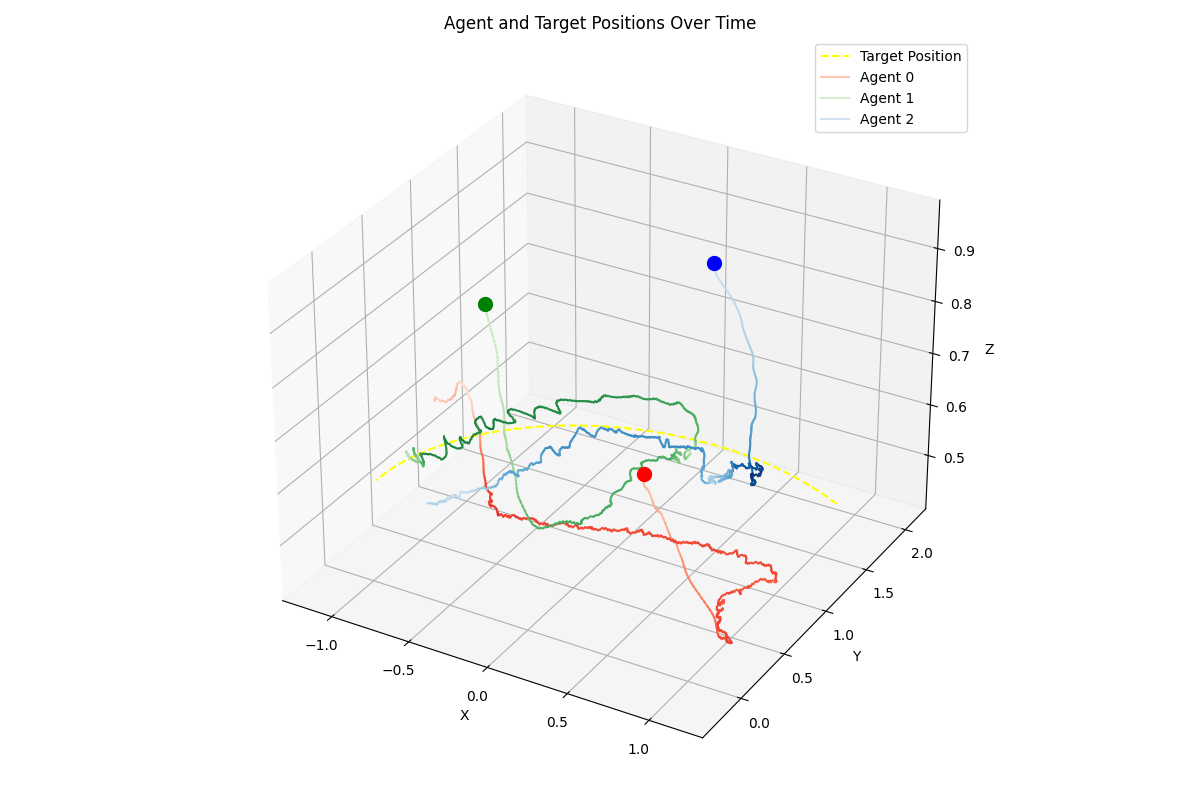 Agent and Target Positions Over Time
Target Position
Agent 0
Agent 1
Agent 2
0.9
0.8
0.7
0.6
0.5
Z
2.0
1.5
1.0
0.5
0.0
Y
−1.0
−0.5
0.0
0.5
1.0
X